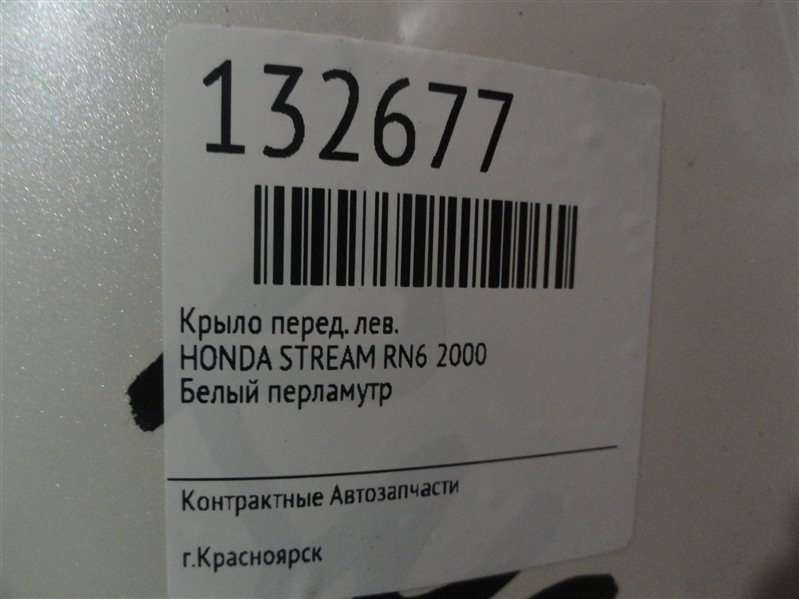 132677
Крыло перед. лев.
HONDA STREAM RN6 2000
Белый перламутр
Контрактные Автозапчасти
г.Красноярск